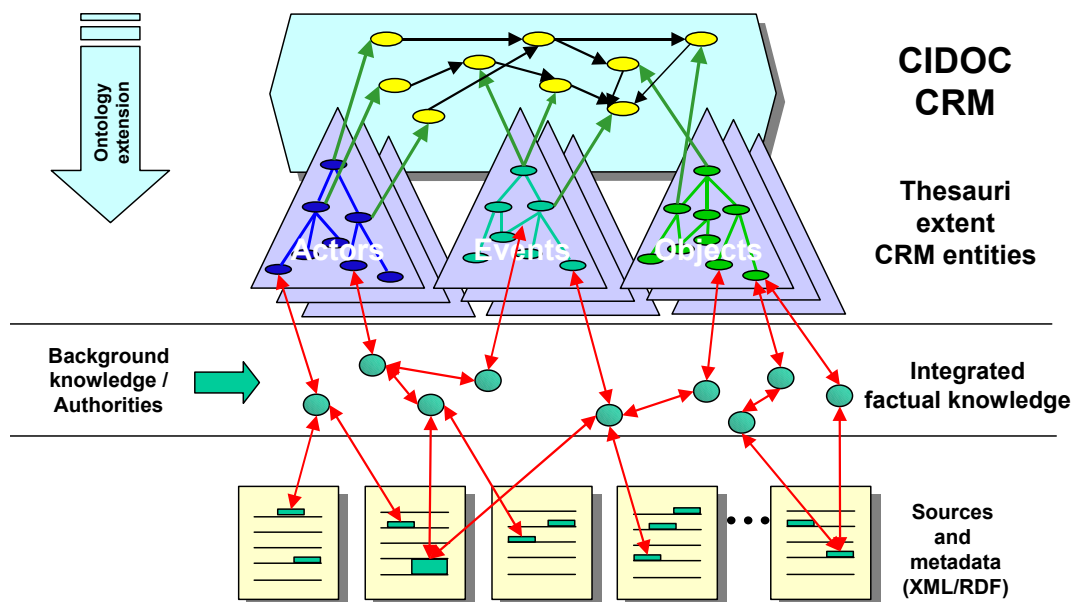 Ontology
extension
CIDOC
CRM
Thesauri
extent
CRM entities
Actors
Events
Objects
Background
knowledge /
Authorities
Integrated
factual knowledge
Sources
and
metadata
(XML/RDF)